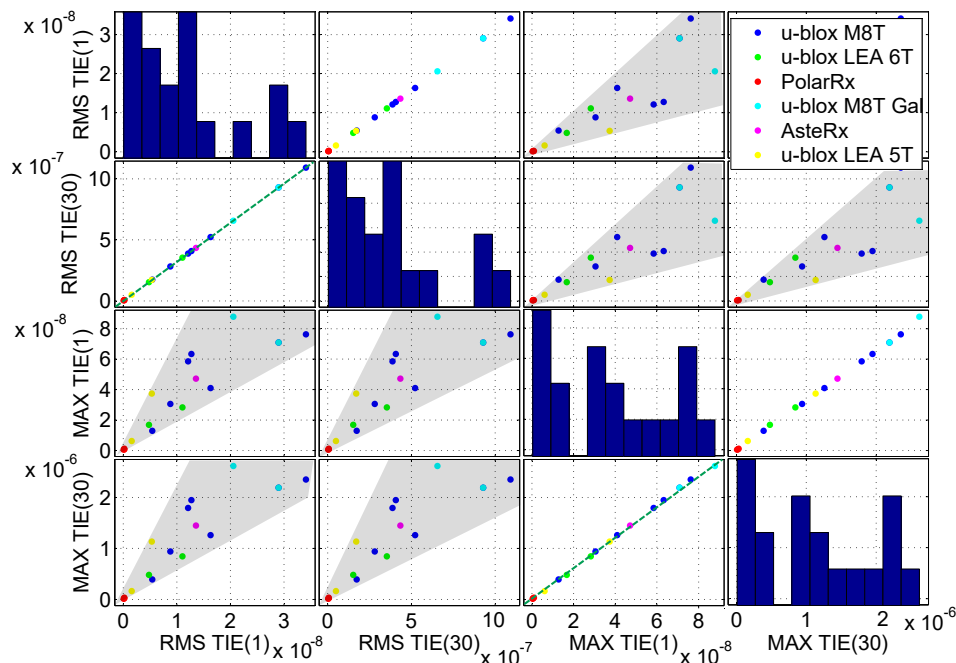 x 10⁻⁸
RMS TIE(1)
3
2
1
0
u-blox M8T
u-blox LEA 6T
PolarRx
u-blox M8T Gal
AsteRx
u-blox LEA 5T
x 10⁻⁷
RMS TIE(30)
10
5
0
x 10⁻⁸
MAX TIE(1)
8
6
4
2
0
x 10⁻⁶
MAX TIE(30)
2
1
0
0 1 2 3
RMS TIE(1) x 10⁻⁸
0 5 10
RMS TIE(30) x 10⁻⁷
0 2 4 6 8
MAX TIE(1) x 10⁻⁸
0 1 2 x 10⁻⁶
MAX TIE(30)